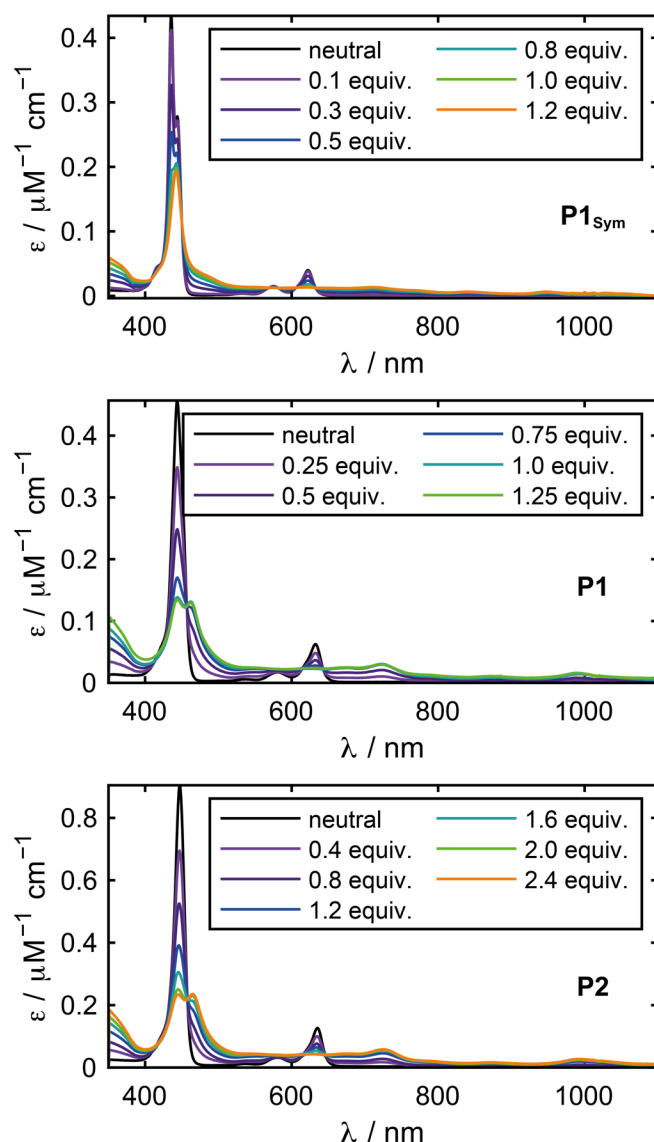 0.4
0.3
0.2
0.1
0
ε / μM⁻¹ cm⁻¹
neutral
0.1 equiv.
0.3 equiv.
0.5 equiv.
0.8 equiv.
1.0 equiv.
1.2 equiv.
P1Sym
400 600 800 1000
λ / nm
0.4
0.3
0.2
0.1
0
ε / μM⁻¹ cm⁻¹
neutral
0.25 equiv.
0.5 equiv.
0.75 equiv.
1.0 equiv.
1.25 equiv.
P1
400 600 800 1000
λ / nm
0.8
0.6
0.4
0.2
0
ε / μM⁻¹ cm⁻¹
neutral
0.4 equiv.
0.8 equiv.
1.2 equiv.
1.6 equiv.
2.0 equiv.
2.4 equiv.
P2
400 600 800 1000
λ / nm